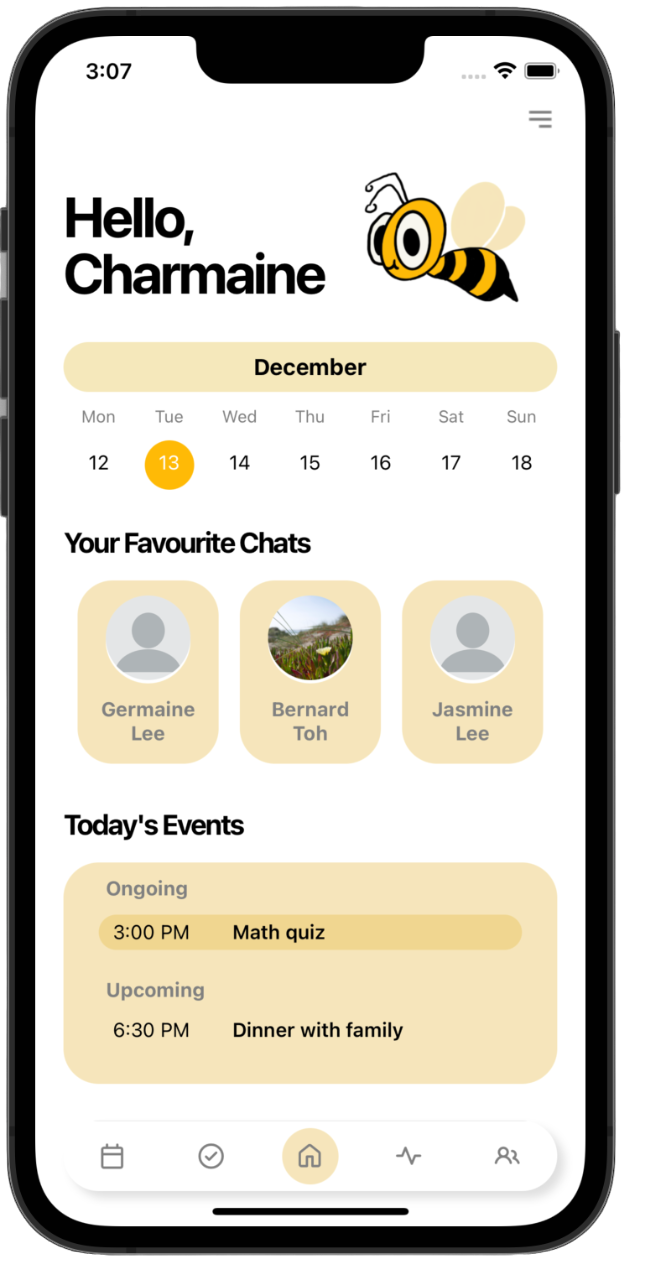 3:07
Hello,
Charmaine
December
Mon Tue Wed Thu Fri Sat Sun
12 13 14 15 16 17 18
Your Favourite Chats
Germaine Lee
Bernard Toh
Jasmine Lee
Today's Events
Ongoing
3:00 PM Math quiz
Upcoming
6:30 PM Dinner with family